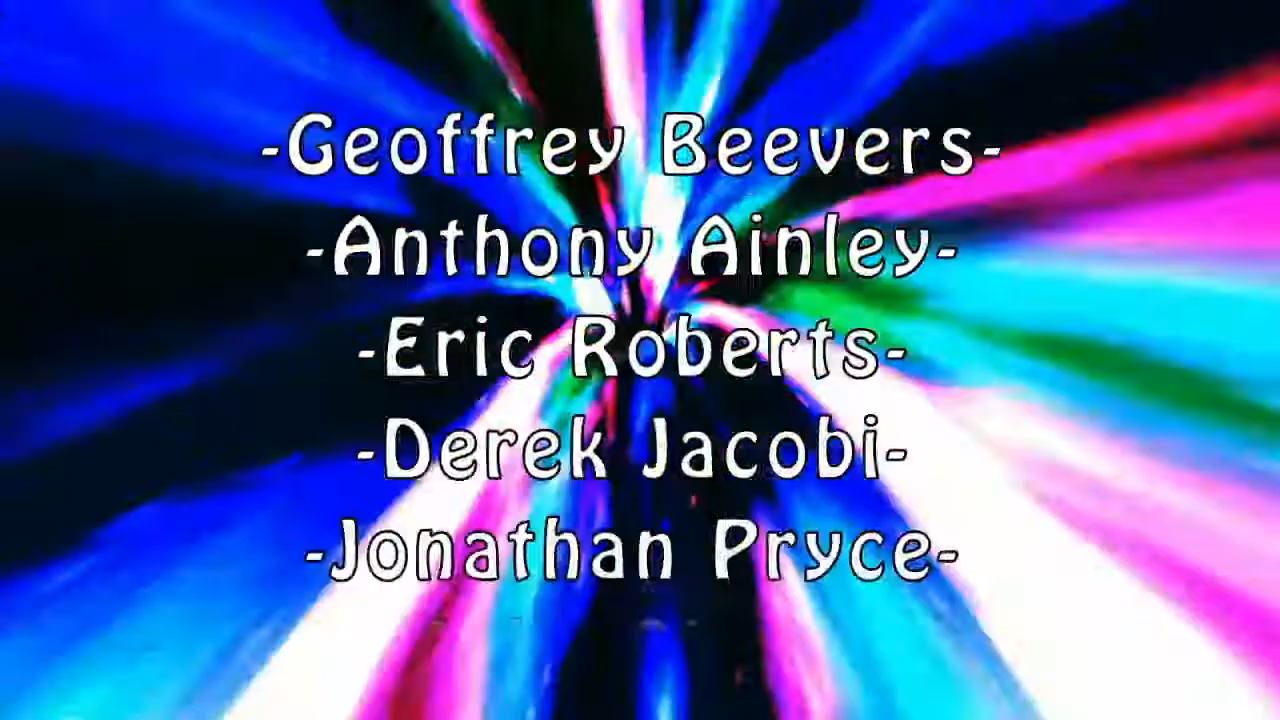 -Geoffrey Beevers-
-Anthony Ainley-
-Eric Roberts-
-Derek Jacobi-
-Jonathan Pryce-